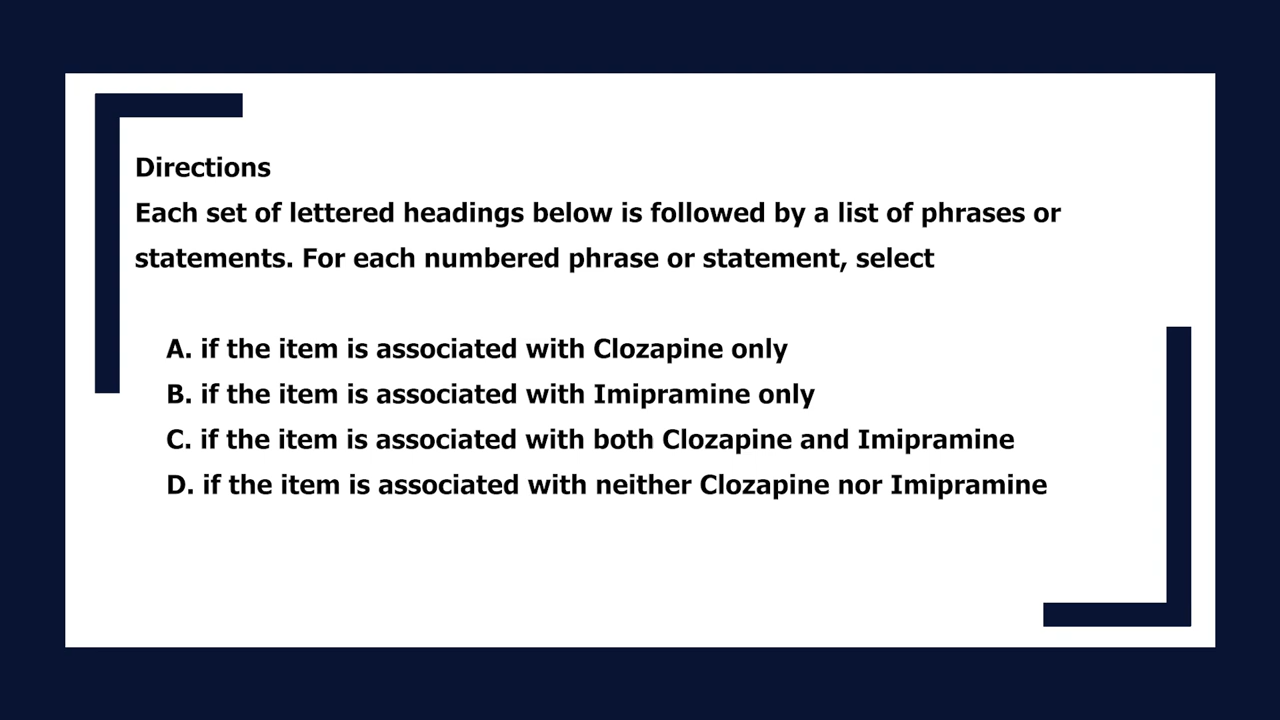 Directions
Each set of lettered headings below is followed by a list of phrases or
statements. For each numbered phrase or statement, select
A. if the item is associated with Clozapine only
B. if the item is associated with Imipramine only
C. if the item is associated with both Clozapine and Imipramine
D. if the item is associated with neither Clozapine nor Imipramine